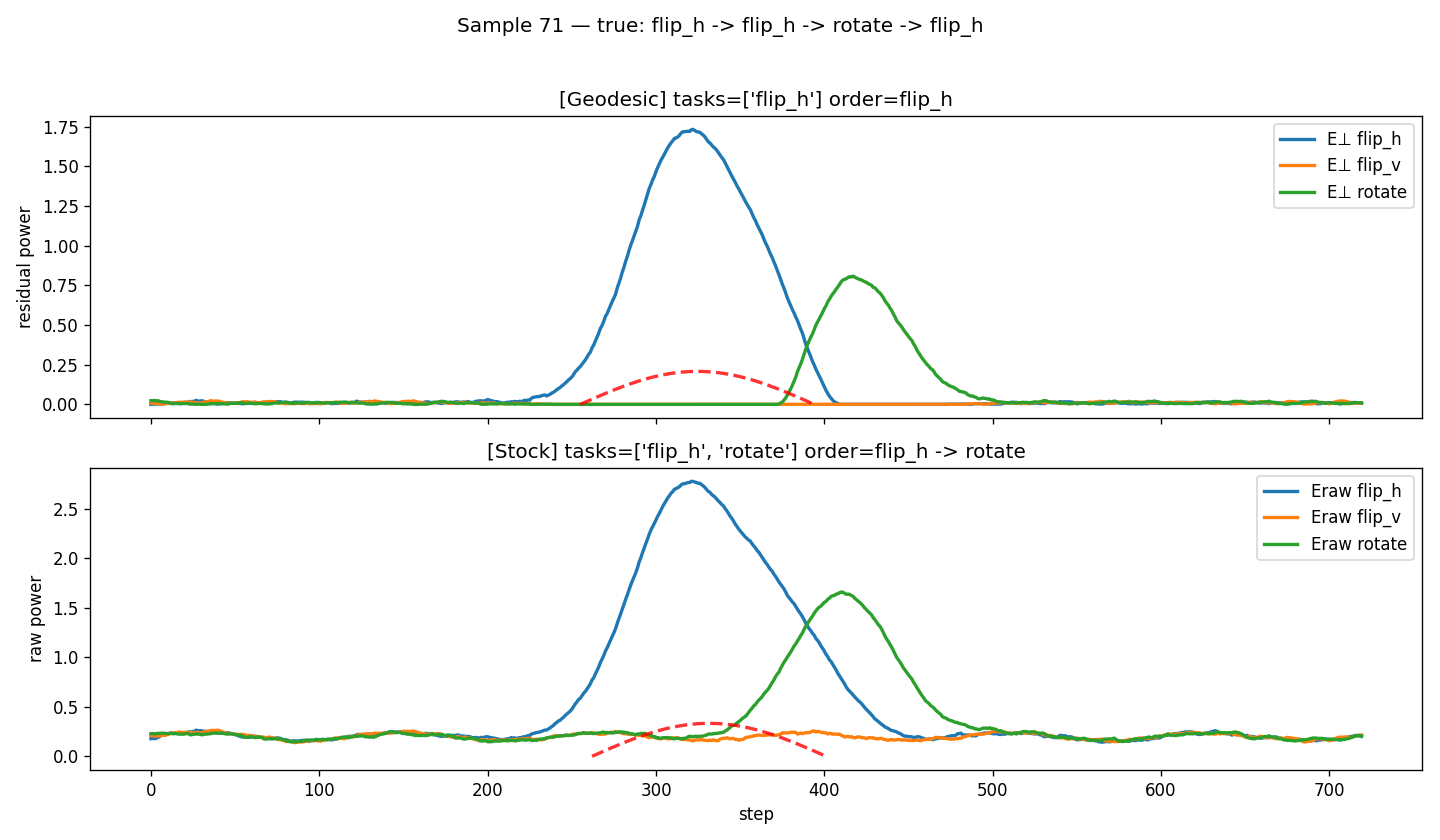 Sample 71 — true: flip_h -> flip_h -> rotate -> flip_h
[Geodesic] tasks=['flip_h'] order=flip_h
1.75
1.50
1.25
1.00
0.75
0.50
0.25
0.00
residual power
E⊥ flip_h
E⊥ flip_v
E⊥ rotate
[Stock] tasks=['flip_h', 'rotate'] order=flip_h -> rotate
2.5
2.0
1.5
1.0
0.5
0.0
raw power
Eraw flip_h
Eraw flip_v
Eraw rotate
0 100 200 300 400 500 600 700
step